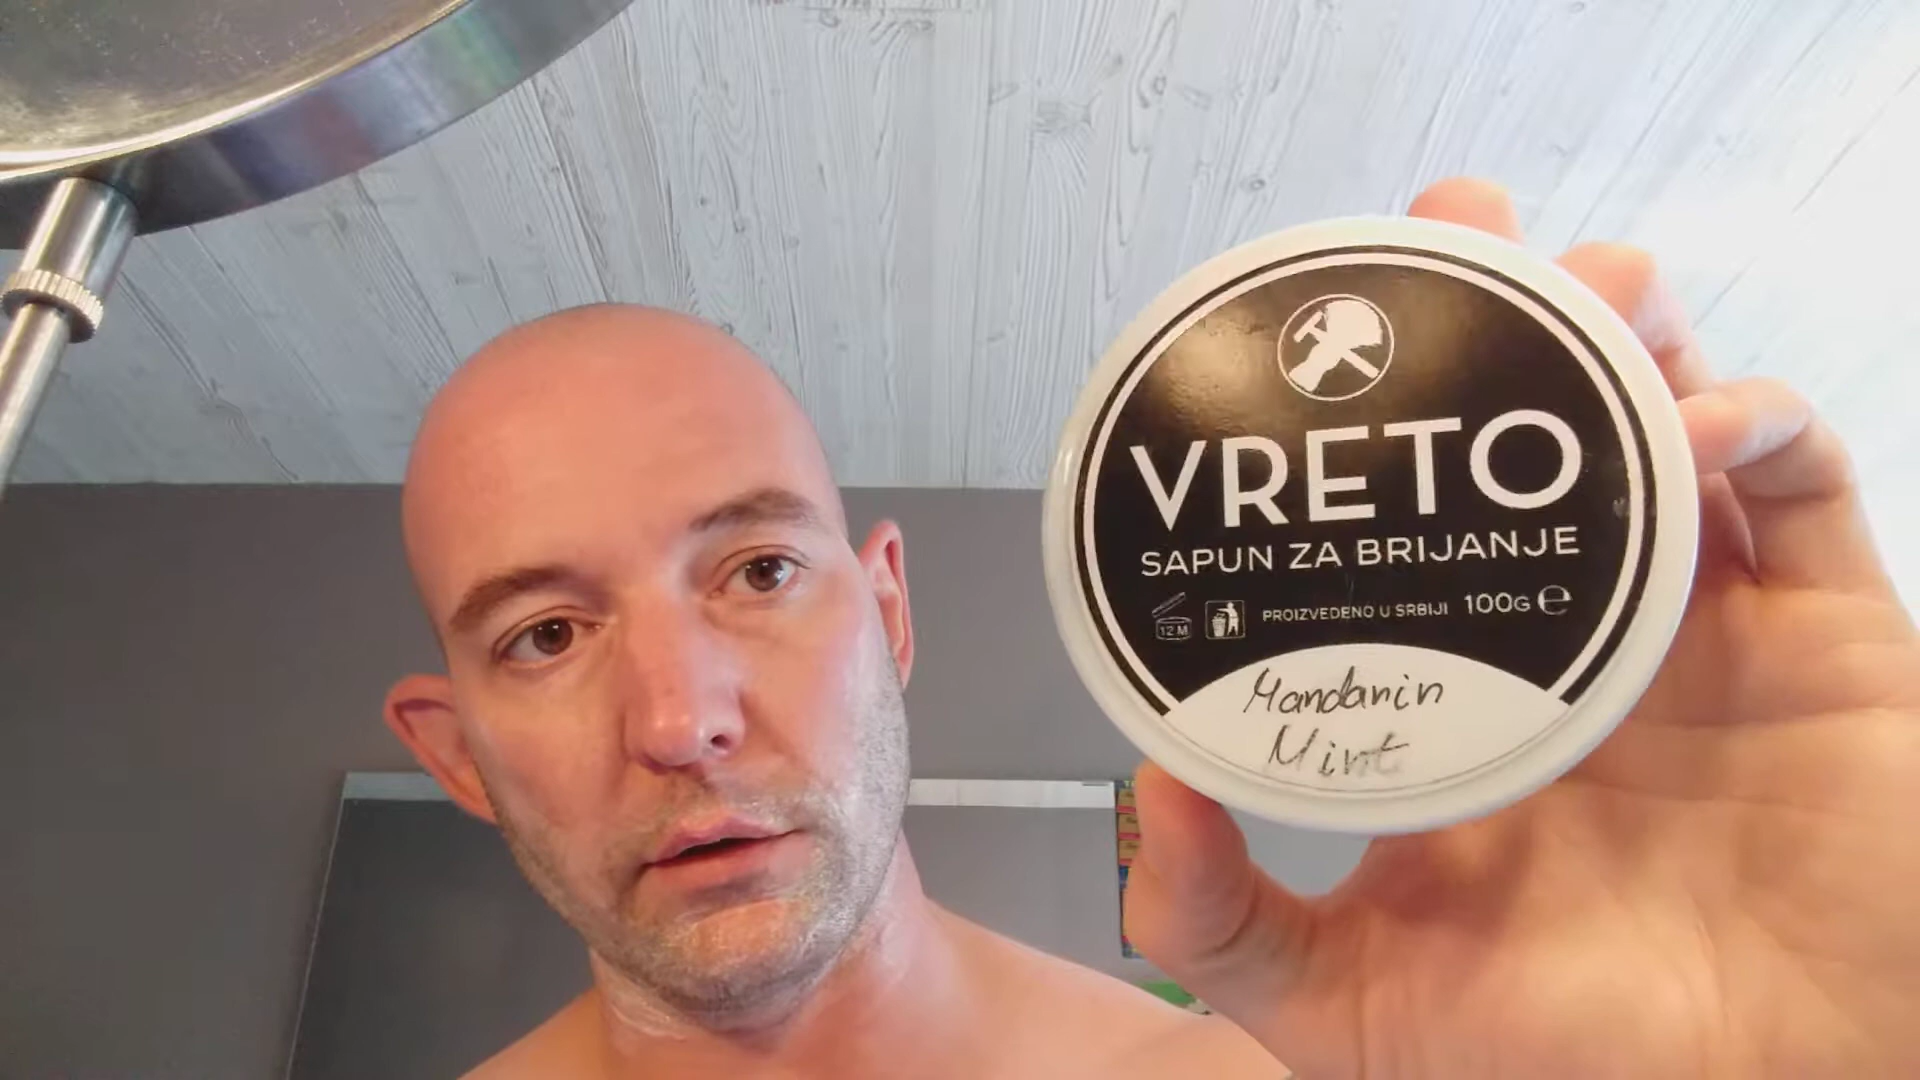 VRETO
SAPUN ZA BRIJANJE
12 M PROIZVEDENO U SRBIJI 100G ℮
Mandarin
Mint